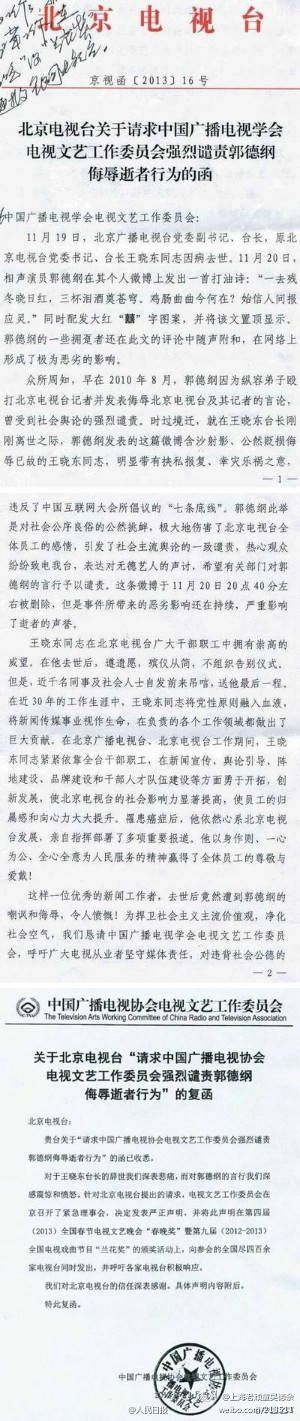 北京电视台
京视函〔2013〕16号
北京电视台关于请求中国广播电视学会
电视文艺工作委员会强烈谴责郭德纲
侮辱逝者行为的函
中国广播电视学会电视文艺工作委员会：
11月19日，北京广播电视台党委副书记、台长，原北
京电视台党委书记、台长王晓东同志因病去世。11月20日，
相声演员郭德纲在其个人微博上发出一首打油诗：“一去残
冬晓日红，三杯泪酒奠苍穹。鸡肠曲曲今何在？始信人间报
应灵。”同时配发大红“囍”字图案，并将该文置顶显示。
郭德纲的一些拥趸者还在此文的评论中随声附和，在网络上
形成了极为恶劣的影响。
众所周知，早在2010年8月，郭德纲因为纵容弟子殴
打北京电视台记者并发表侮辱北京电视台及其记者的言论，
曾受到社会舆论的强烈谴责。时过境迁，就在王晓东台长刚
刚离世之际，郭德纲发表的这篇微博含沙射影、公然贬损侮
辱已故的王晓东同志，明显带有挟私报复、幸灾乐祸之意，
— 1
违反了中国互联网大会所倡议的“七条底线”。郭德纲此举
是对社会公序良俗的公然挑衅，极大地伤害了北京电视台全
体员工的感情，引发了社会主流舆论的一致谴责，热心观众
纷纷致电我台，表达对无德艺人的声讨，希望有关部门对郭
德纲的言行予以谴责。这条微博于11月20日20点40分左
右被删除，但是事件所带来的恶劣影响还在持续，严重影响
了逝者的声誉。
王晓东同志在北京电视台广大干部职工中拥有崇高的
威望。在他去世后，遵遗愿，殡仪从简，不组织告别仪式。
但是，近千名同事及社会人士自发前来吊唁，送他最后一程。
在近30年的工作生涯中，王晓东同志将党性原则融入血液，
将新闻传媒事业视作生命，在负责的各个工作领域都做出了
巨大贡献。在北京广播电视台、北京电视台工作期间，王晓
东同志紧紧依靠全台干部职工，在新闻宣传、舆论引导、阵
地建设、品牌建设和干部人才队伍建设等方面勇于开拓，创
新发展，使北京电视台的社会影响力显著提高，使员工的归
属感和向心力大大提升。罹患癌症后，他依然心系北京电视
台发展，亲自指挥部署了多项重要报道。他以身作则、一心
为公、全心全意为人民服务的精神赢得了全体员工的尊敬与
爱戴！
这样一位优秀的新闻工作者，去世后竟然遭到郭德纲的
嘲讽和侮辱，令人愤慨！为捍卫社会主义主流价值观，净化
社会空气，我们恳请中国广播电视学会电视文艺工作委员
会，呼吁广大电视从业者坚守媒体责任，对违背社会公德的
— 2 —
中国广播电视协会电视文艺工作委员会
The Television Arts Working Committee of China Radio and Television Association
关于北京电视台“请求中国广播电视协会
电视文艺工作委员会强烈谴责郭德纲
侮辱逝者行为”的复函
北京电视台：
贵台关于“请求中国广播电视协会电视文艺工作委员会强烈谴责
郭德纲侮辱逝者行为”的函已收悉。
对于王晓东台长的辞世我们深表悲痛，而对郭德纲的言行我们深
感震惊和愤怒。针对北京电视台提出的请求，电视文艺工作委员会在
京召开了紧急理事会，决定发表严正声明，并将此声明在第四届
（2013）全国春节电视文艺晚会“春晚奖”暨第九届（2012-2013）
全国电视戏曲节目“兰花奖”的颁奖活动上，向参会的全国尽四百余
家电视台同时发出，并呼吁各家电视台积极响应。
我们对北京电视台的信任深表感谢。具体声明内容附后。
特此复函。
中国广播电视协会电视文艺工作委员会
@人民日报
@上海老顽童吴德余